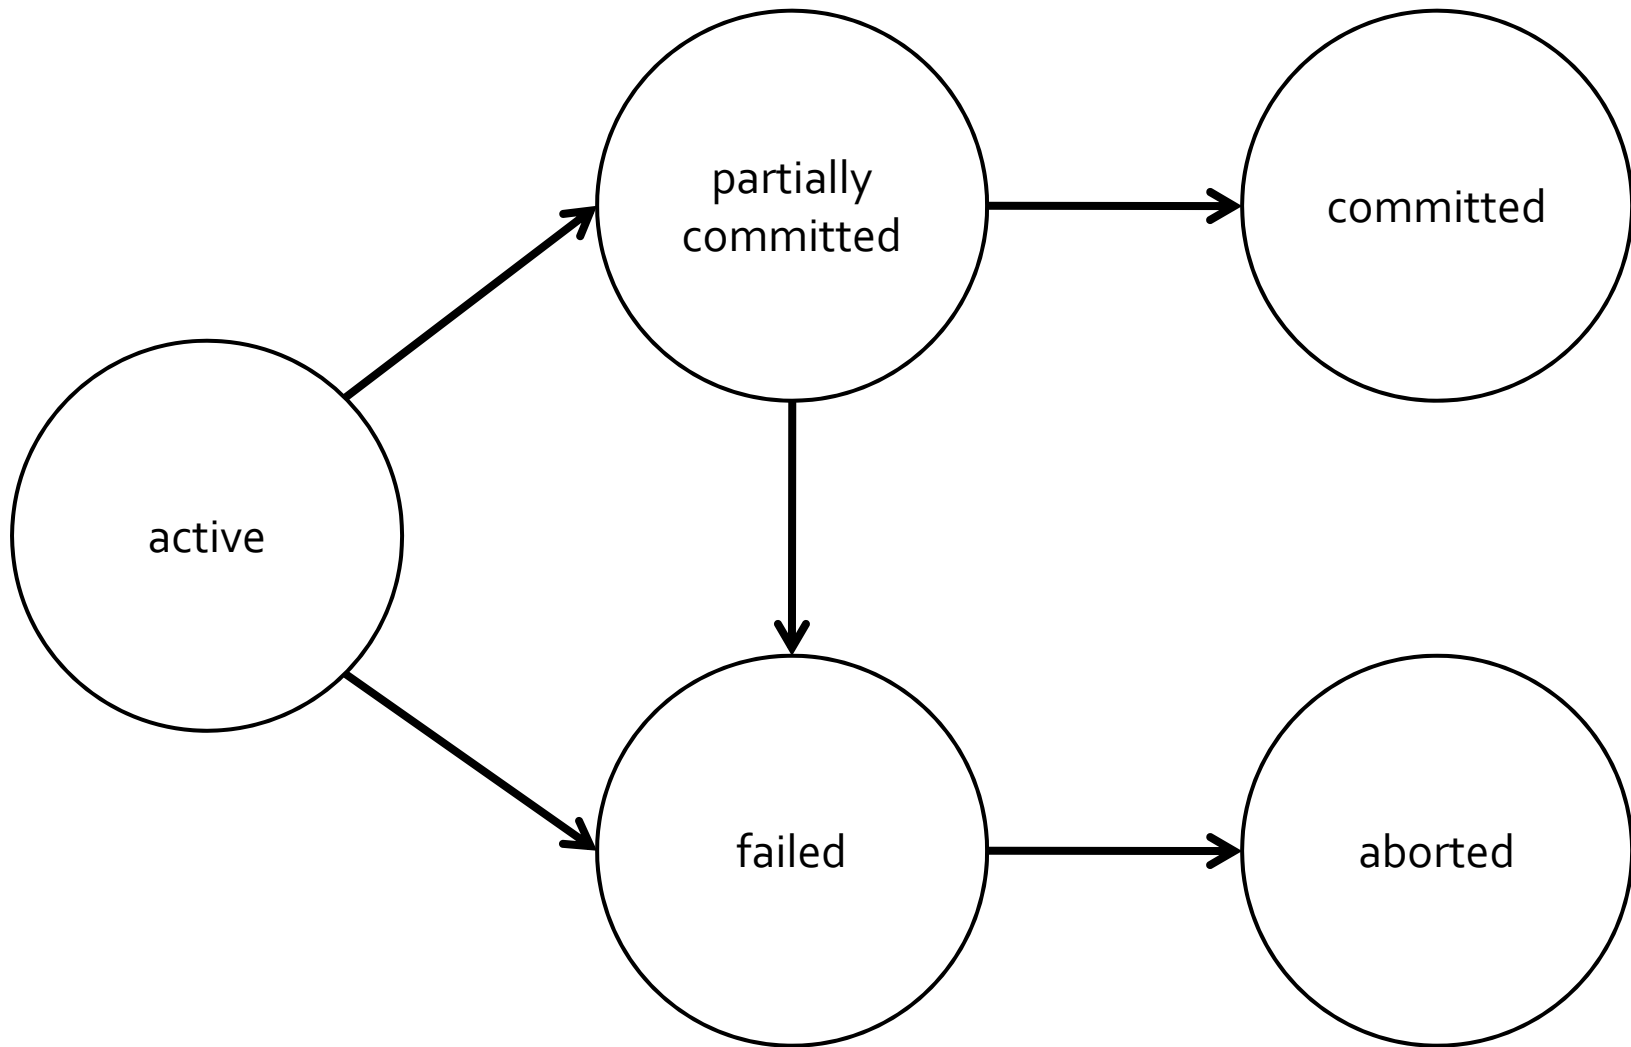 partially
committed
committed
active
failed
aborted